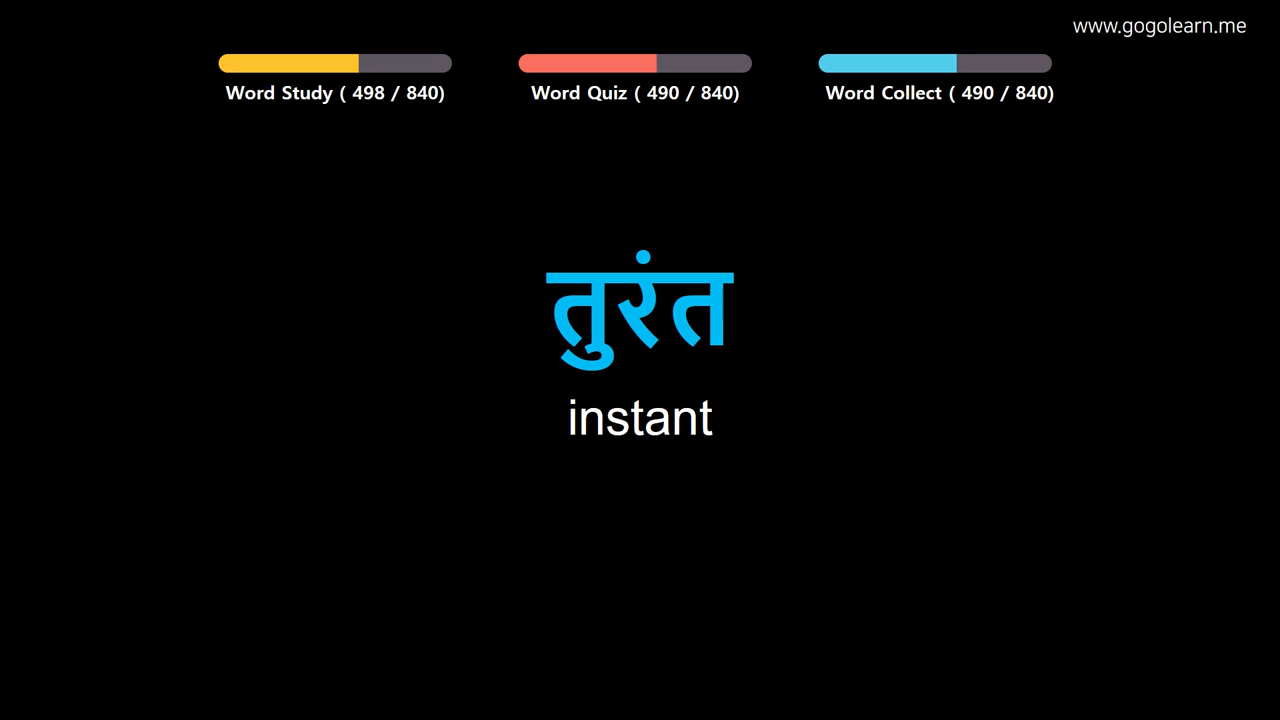 www.gogolearn.me
Word Study ( 498 / 840)
Word Quiz ( 490 / 840)
Word Collect ( 490 / 840)
तुरंत
instant